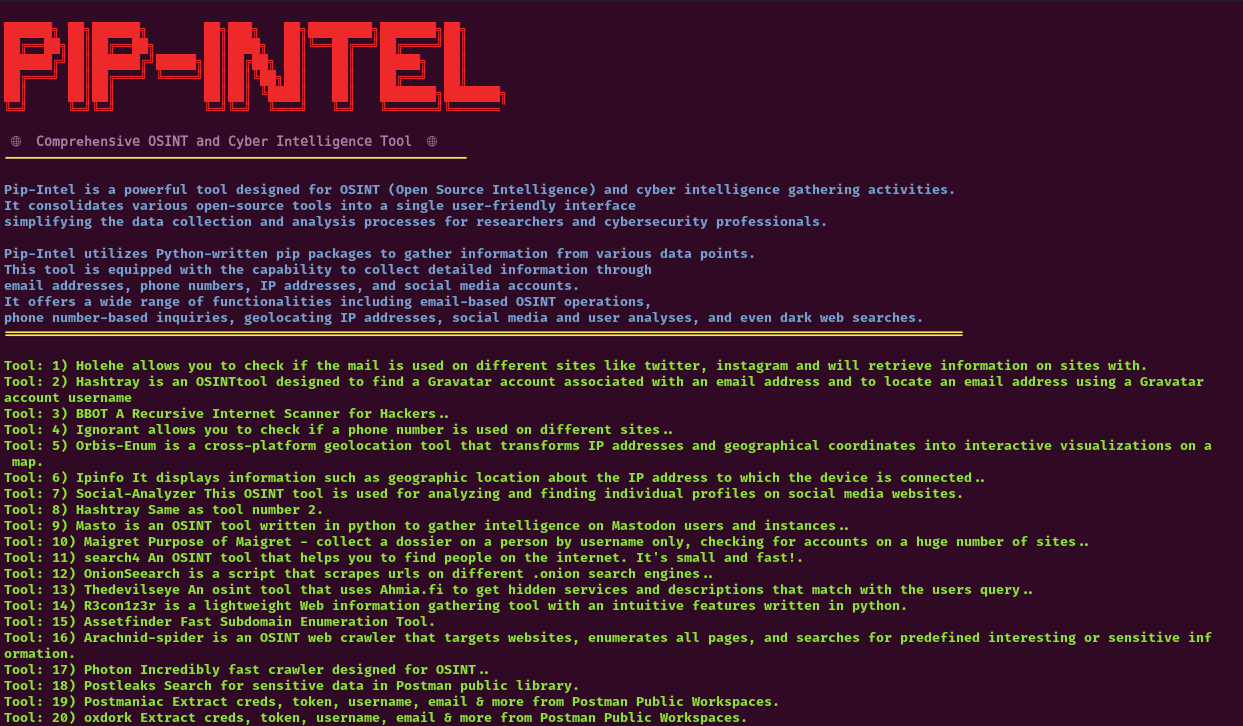 PIP-INTEL
Comprehensive OSINT and Cyber Intelligence Tool
Pip-Intel is a powerful tool designed for OSINT (Open Source Intelligence) and cyber intelligence gathering activities.
It consolidates various open-source tools into a single user-friendly interface
simplifying the data collection and analysis processes for researchers and cybersecurity professionals.
Pip-Intel utilizes Python-written pip packages to gather information from various data points.
This tool is equipped with the capability to collect detailed information through
email addresses, phone numbers, IP addresses, and social media accounts.
It offers a wide range of functionalities including email-based OSINT operations,
phone number-based inquiries, geolocating IP addresses, social media and user analyses, and even dark web searches.
Tool: 1) Holehe allows you to check if the mail is used on different sites like twitter, instagram and will retrieve information on sites with.
Tool: 2) Hashtray is an OSINTtool designed to find a Gravatar account associated with an email address and to locate an email address using a Gravatar
account username
Tool: 3) BBOT A Recursive Internet Scanner for Hackers..
Tool: 4) Ignorant allows you to check if a phone number is used on different sites..
Tool: 5) Orbis-Enum is a cross-platform geolocation tool that transforms IP addresses and geographical coordinates into interactive visualizations on a
map.
Tool: 6) Ipinfo It displays information such as geographic location about the IP address to which the device is connected..
Tool: 7) Social-Analyzer This OSINT tool is used for analyzing and finding individual profiles on social media websites.
Tool: 8) Hashtray Same as tool number 2.
Tool: 9) Masto is an OSINT tool written in python to gather intelligence on Mastodon users and instances..
Tool: 10) Maigret Purpose of Maigret - collect a dossier on a person by username only, checking for accounts on a huge number of sites..
Tool: 11) search4 An OSINT tool that helps you to find people on the internet. It's small and fast!.
Tool: 12) OnionSeearch is a script that scrapes urls on different .onion search engines..
Tool: 13) Thedevilseye An osint tool that uses Ahmia.fi to get hidden services and descriptions that match with the users query..
Tool: 14) R3con1z3r is a lightweight Web information gathering tool with an intuitive features written in python.
Tool: 15) Assetfinder Fast Subdomain Enumeration Tool.
Tool: 16) Arachnid-spider is an OSINT web crawler that targets websites, enumerates all pages, and searches for predefined interesting or sensitive inf
ormation.
Tool: 17) Photon Incredibly fast crawler designed for OSINT..
Tool: 18) Postleaks Search for sensitive data in Postman public library.
Tool: 19) Postmaniac Extract creds, token, username, email & more from Postman Public Workspaces.
Tool: 20) oxdork Extract creds, token, username, email & more from Postman Public Workspaces.